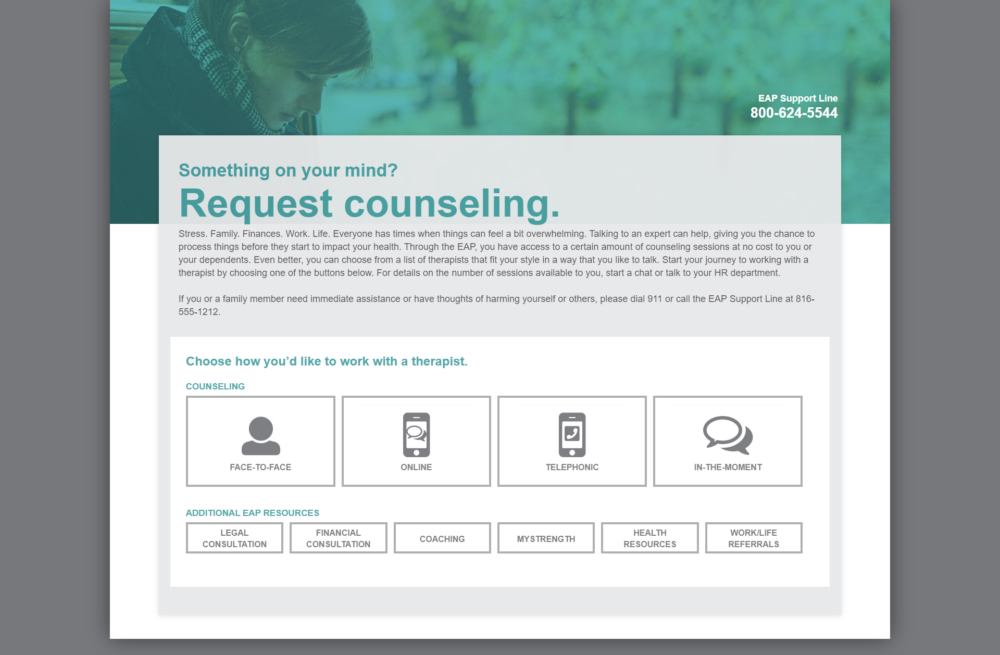 EAP Support Line
800-624-5544
Something on your mind?
Request counseling.
Stress. Family. Finances. Work. Life. Everyone has times when things can feel a bit overwhelming. Talking to an expert can help, giving you the chance to
process things before they start to impact your health. Through the EAP, you have access to a certain amount of counseling sessions at no cost to you or
your dependents. Even better, you can choose from a list of therapists that fit your style in a way that you like to talk. Start your journey to working with a
therapist by choosing one of the buttons below. For details on the number of sessions available to you, start a chat or talk to your HR department.
If you or a family member need immediate assistance or have thoughts of harming yourself or others, please dial 911 or call the EAP Support Line at 816-
555-1212.
Choose how you’d like to work with a therapist.
COUNSELING
FACE-TO-FACE
ONLINE
TELEPHONIC
IN-THE-MOMENT
ADDITIONAL EAP RESOURCES
LEGAL
CONSULTATION
FINANCIAL
CONSULTATION
COACHING
MYSTRENGTH
HEALTH
RESOURCES
WORK/LIFE
REFERRALS